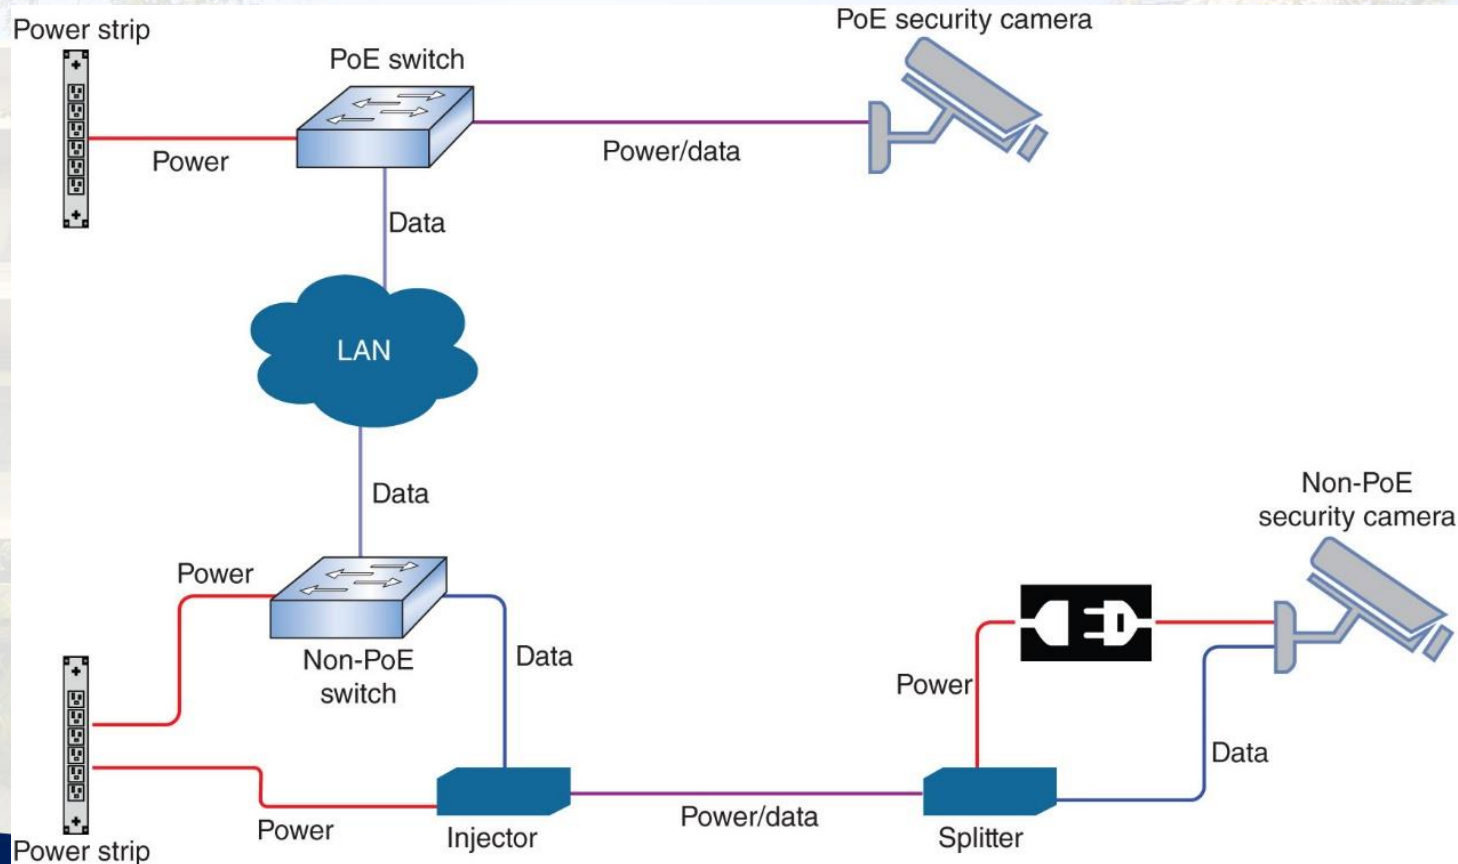 Power strip
PoE switch
PoE security camera
Power
Power/data
Data
LAN
Data
Non-PoE
security camera
Power
Non-PoE
switch
Data
Power
Data
Power
Injector
Power/data
Splitter
Power strip